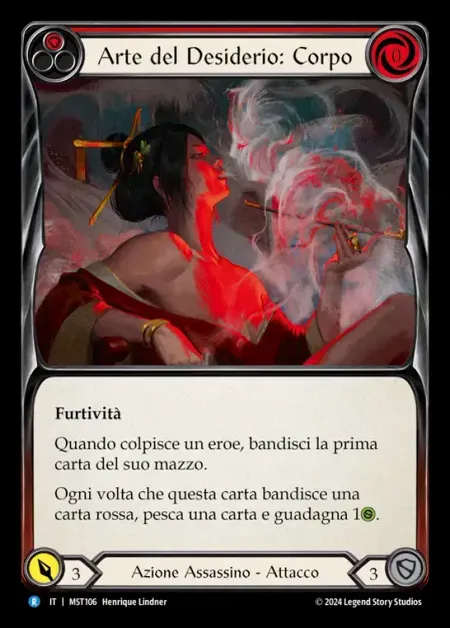 Arte del Desiderio: Corpo
0
Furtività
Quando colpisce un eroe, bandisci la prima
carta del suo mazzo.
Ogni volta che questa carta bandisce una
carta rossa, pesca una carta e guadagna 1
3
Azione Assassino - Attacco
3
R IT | MST106 Henrique Lindner
© 2024 Legend Story Studios